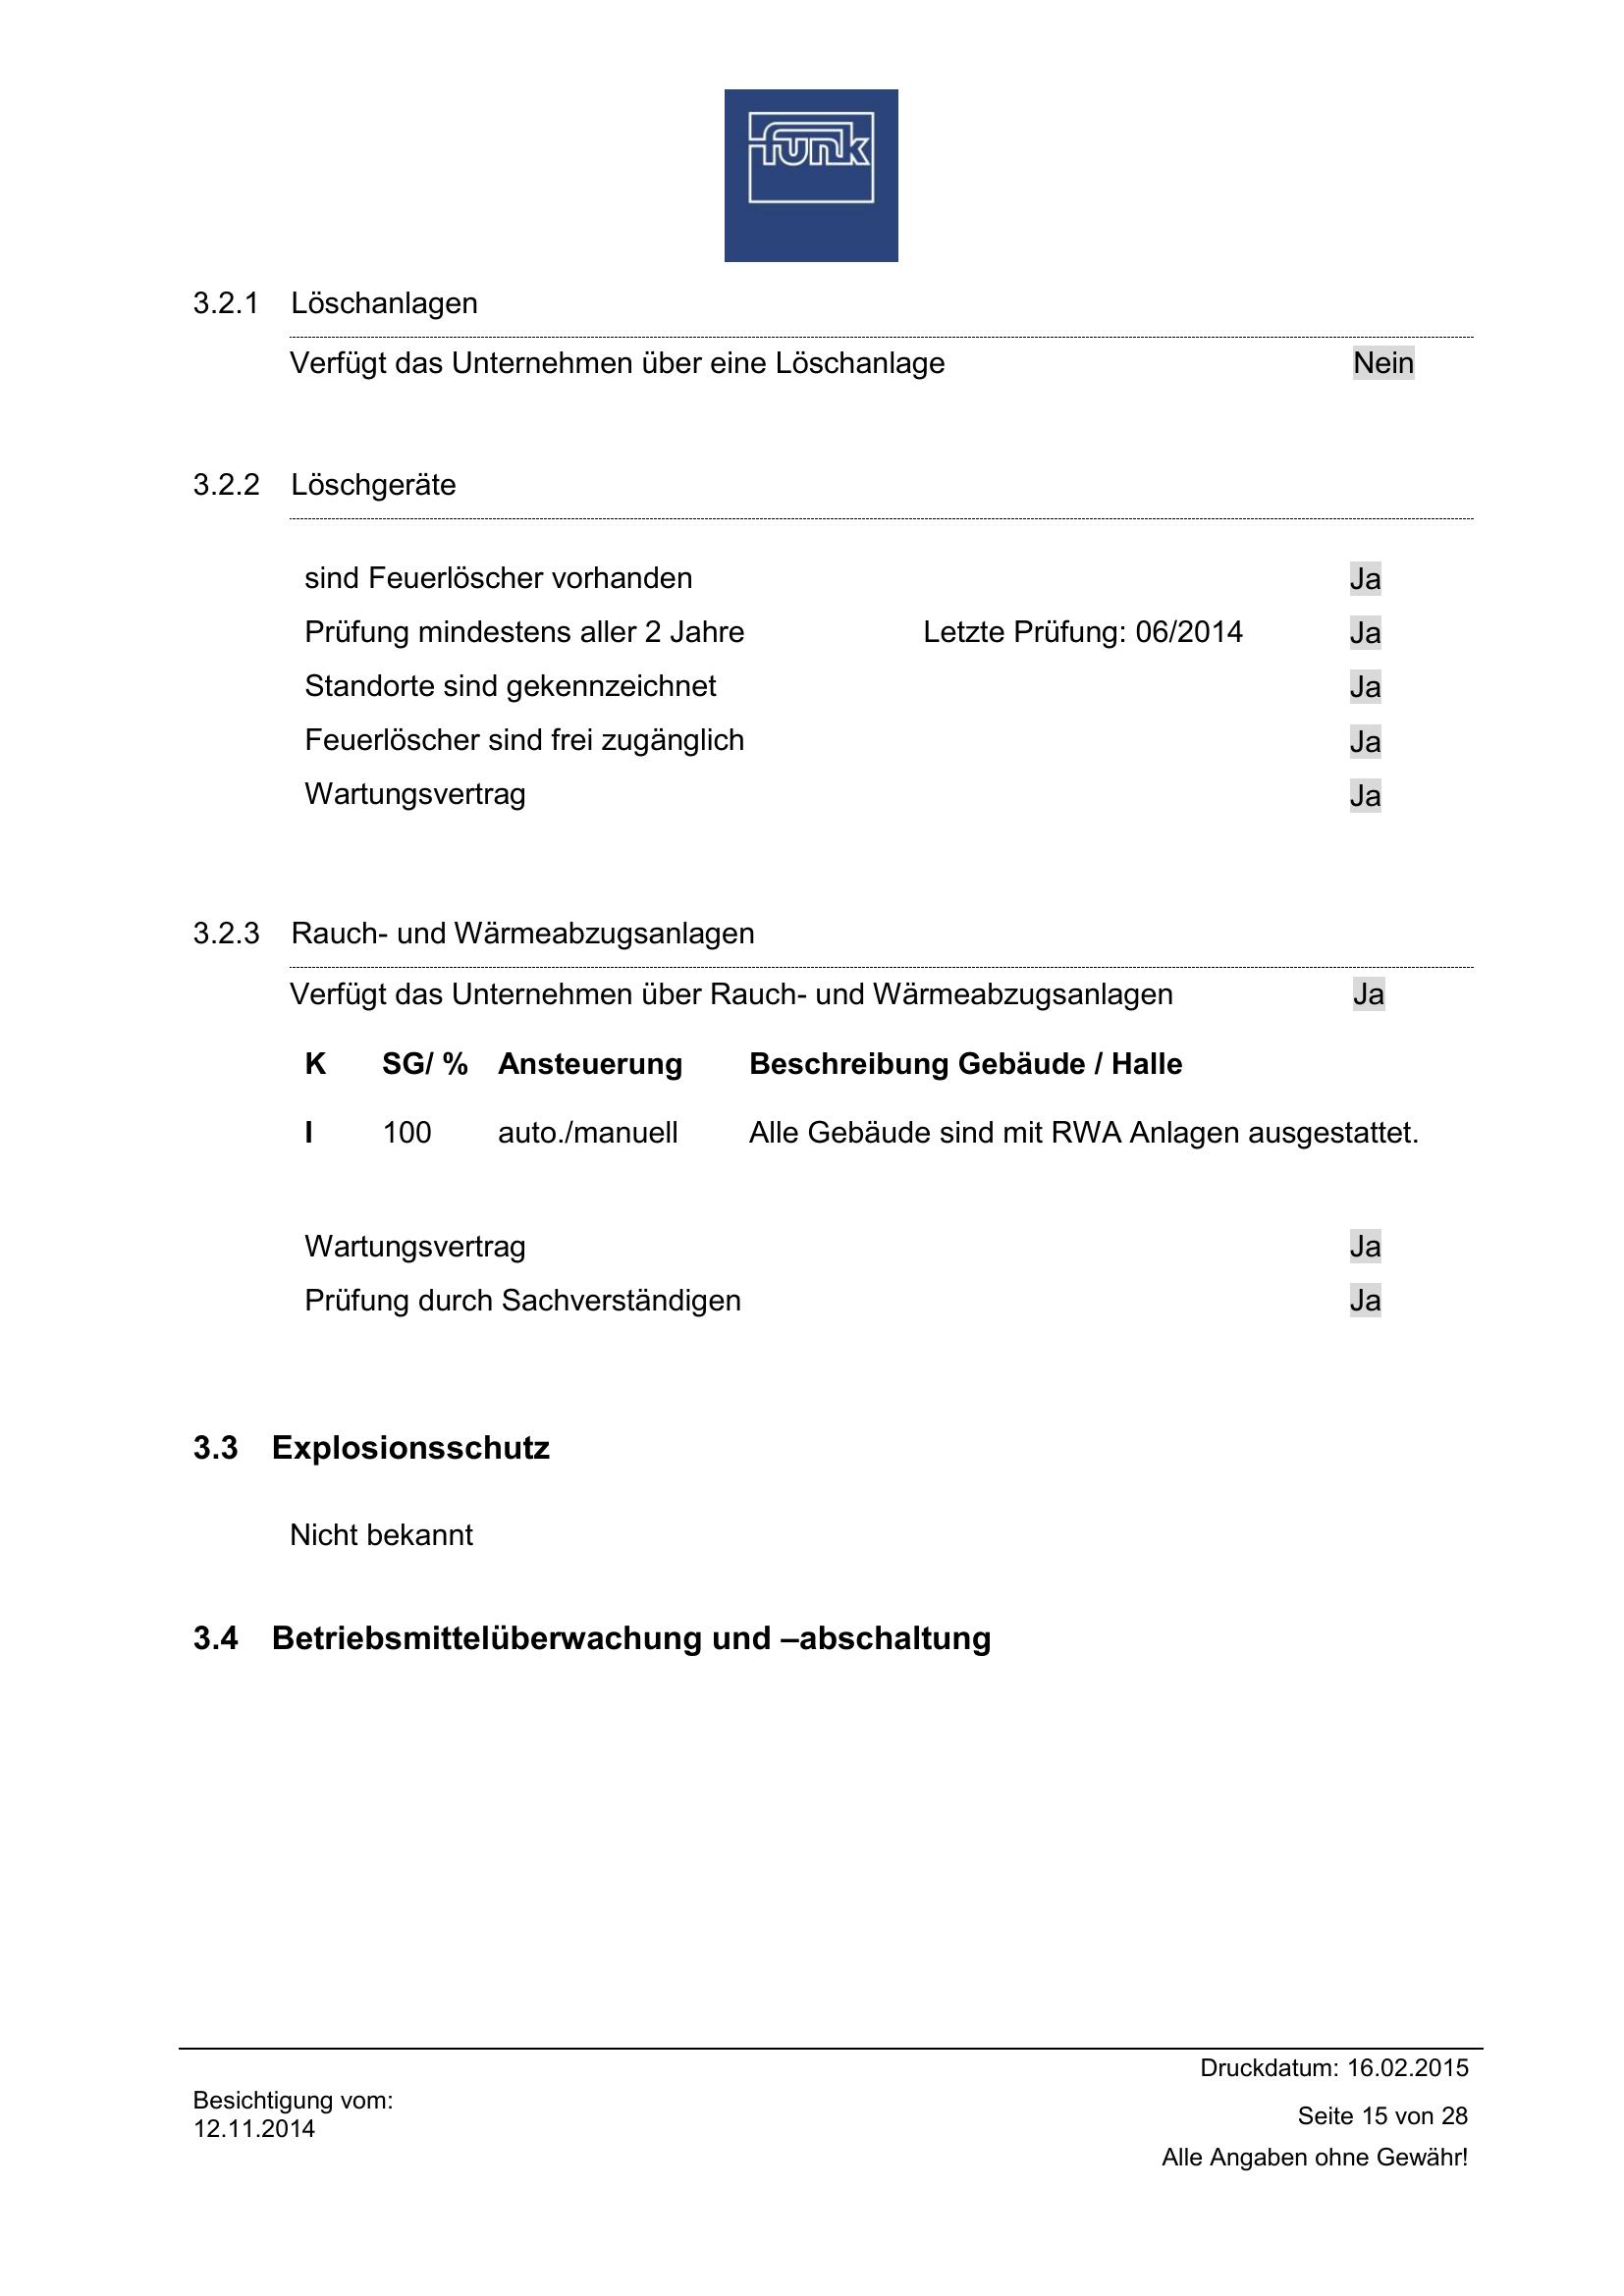 funk
3.2.1 Löschanlagen
Verfügt das Unternehmen über eine Löschanlage Nein
3.2.2 Löschgeräte
sind Feuerlöscher vorhanden Ja
Prüfung mindestens aller 2 Jahre Letzte Prüfung: 06/2014 Ja
Standorte sind gekennzeichnet Ja
Feuerlöscher sind frei zugänglich Ja
Wartungsvertrag Ja
3.2.3 Rauch- und Wärmeabzugsanlagen
Verfügt das Unternehmen über Rauch- und Wärmeabzugsanlagen Ja
K SG/ % Ansteuerung Beschreibung Gebäude / Halle
I 100 auto./manuell Alle Gebäude sind mit RWA Anlagen ausgestattet.
Wartungsvertrag Ja
Prüfung durch Sachverständigen Ja
3.3 Explosionsschutz
Nicht bekannt
3.4 Betriebsmittelüberwachung und –abschaltung
Druckdatum: 16.02.2015
Besichtigung vom:
12.11.2014
Seite 15 von 28
Alle Angaben ohne Gewähr!